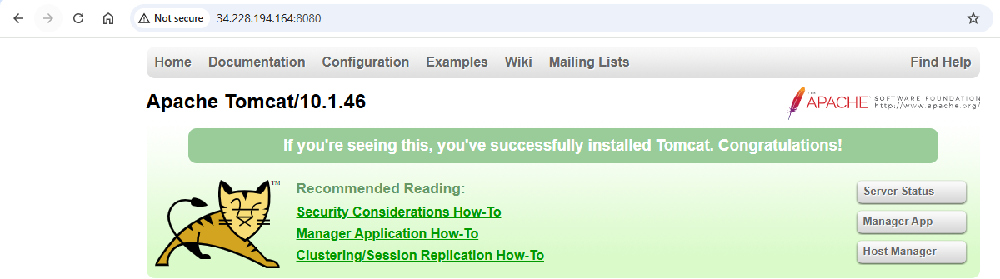 Not secure 34.228.194.164:8080
Home Documentation Configuration Examples Wiki Mailing Lists Find Help
Apache Tomcat/10.1.46
THE
APACHE SOFTWARE FOUNDATION
http://www.apache.org/
If you're seeing this, you've successfully installed Tomcat. Congratulations!
TM
Recommended Reading:
Security Considerations How-To
Manager Application How-To
Clustering/Session Replication How-To
Server Status
Manager App
Host Manager